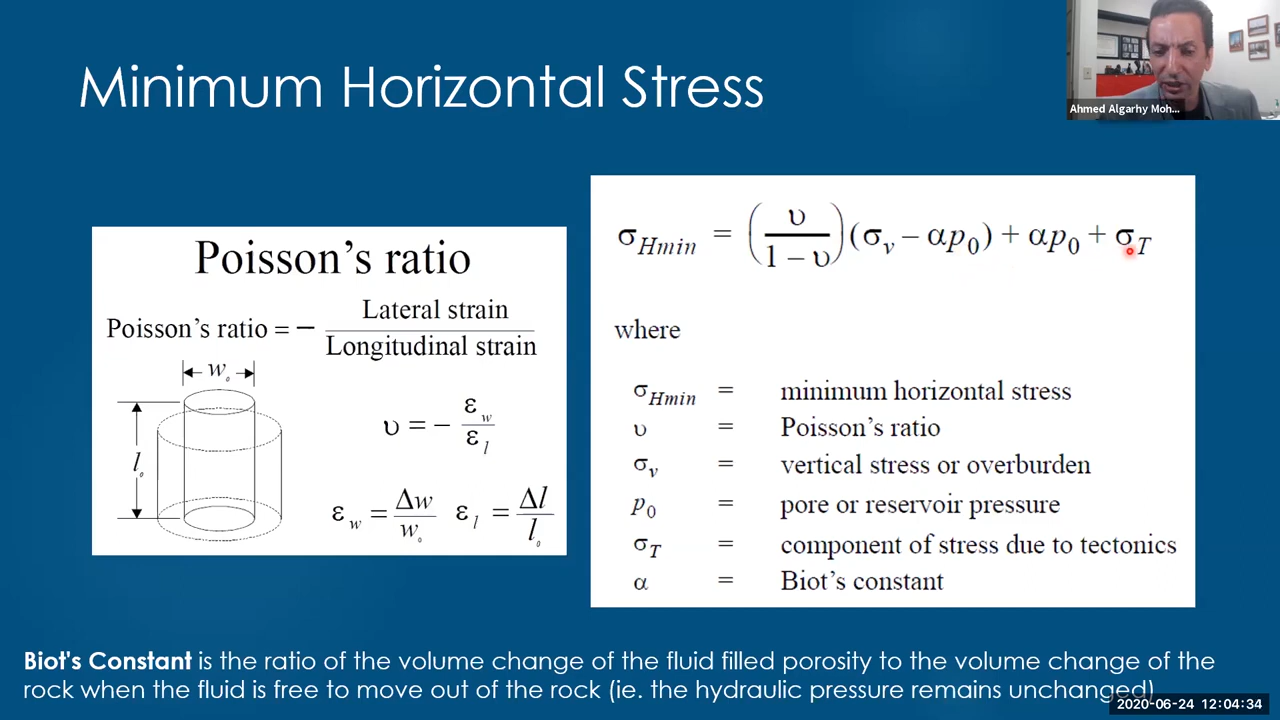 Minimum Horizontal Stress
Ahmed Algarhy Moh...
Poisson's ratio
Poisson's ratio = − Lateral strain / Longitudinal strain
w₀
l₀
υ = − ε_w / ε_l
ε_w = Δw / w₀ ε_l = Δl / l₀
σ_Hmin = (υ / 1 − υ) (σ_v − αp₀) + αp₀ + σ_T
where
σ_Hmin = minimum horizontal stress
υ = Poisson's ratio
σ_v = vertical stress or overburden
p₀ = pore or reservoir pressure
σ_T = component of stress due to tectonics
α = Biot's constant
Biot's Constant is the ratio of the volume change of the fluid filled porosity to the volume change of the
rock when the fluid is free to move out of the rock (ie. the hydraulic pressure remains unchanged)
2020-06-24 12:04:34